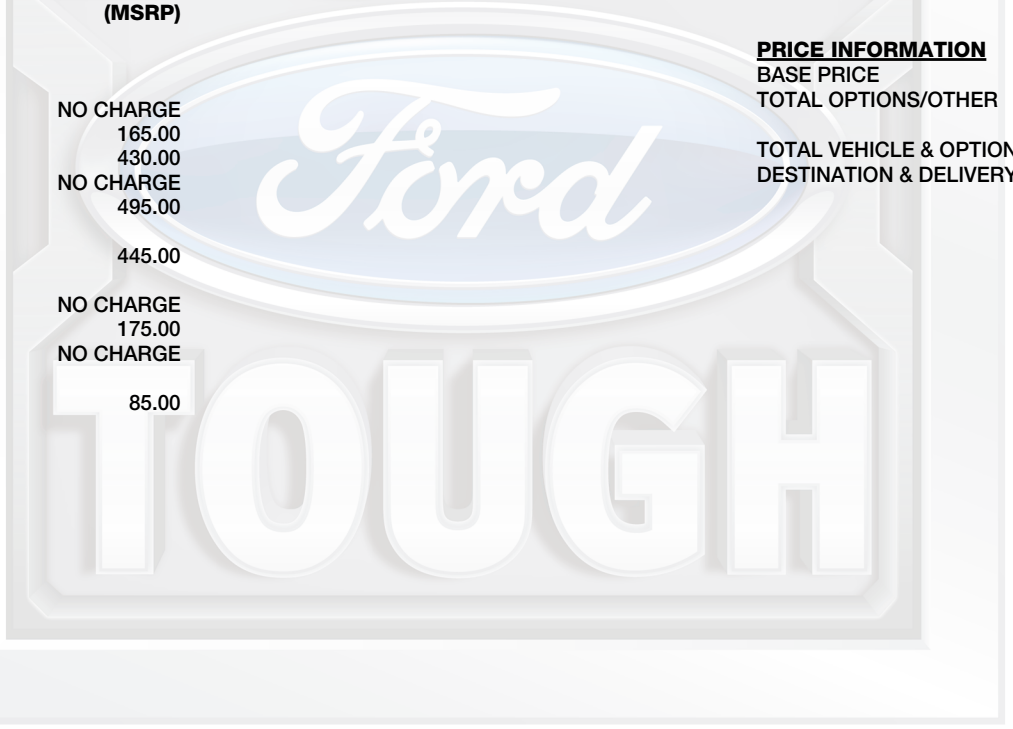 (MSRP)
NO CHARGE
165.00
430.00
NO CHARGE
495.00
445.00
NO CHARGE
175.00
NO CHARGE
85.00
PRICE INFORMATION
BASE PRICE
TOTAL OPTIONS/OTHER
TOTAL VEHICLE & OPTION
DESTINATION & DELIVERY
Ford
TOUGH